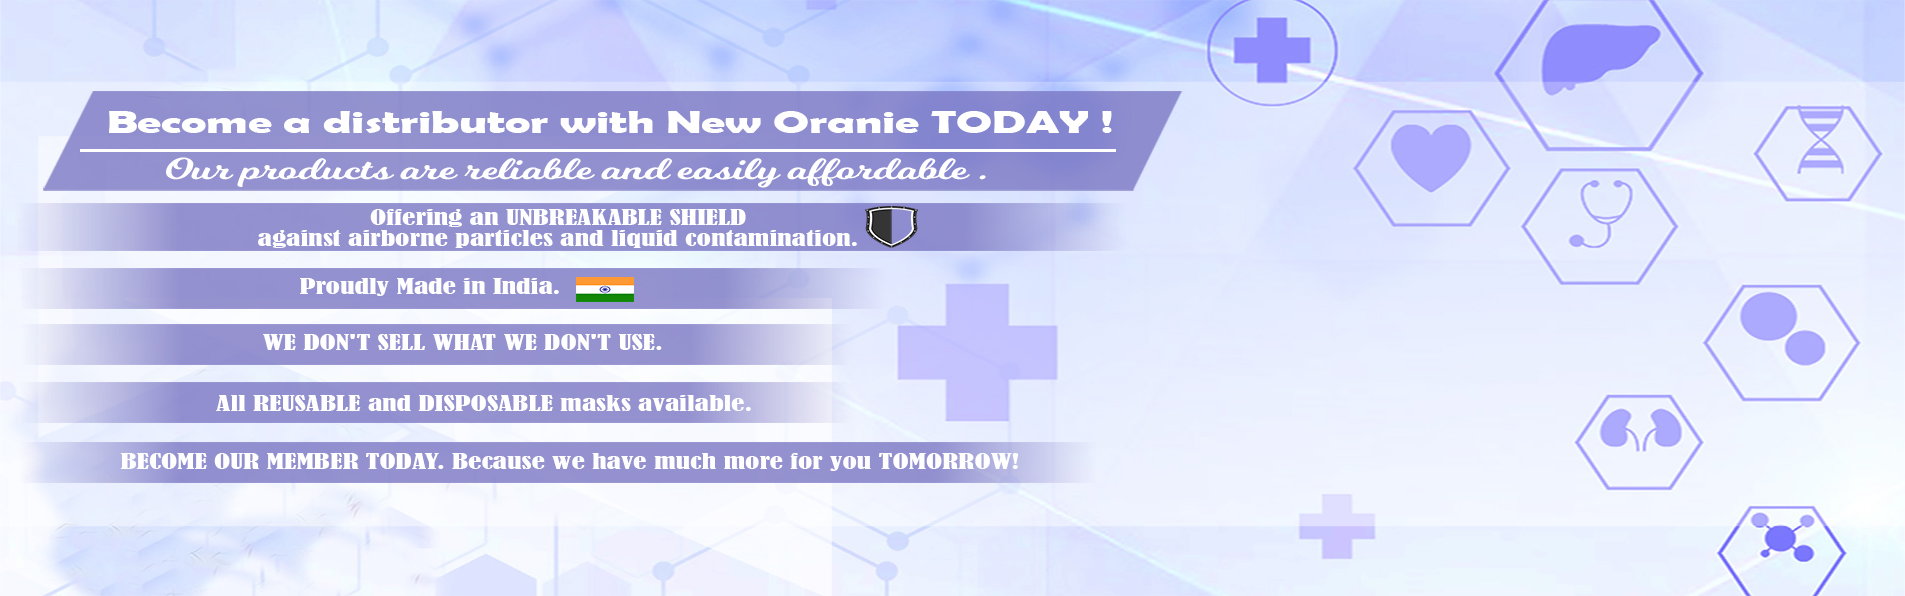 Become a distributor with New Oranie TODAY !
Our products are reliable and easily affordable .
Offering an UNBREAKABLE SHIELD
against airborne particles and liquid contamination.
Proudly Made in India.
WE DON'T SELL WHAT WE DON'T USE.
All REUSABLE and DISPOSABLE masks available.
BECOME OUR MEMBER TODAY. Because we have much more for you TOMORROW!